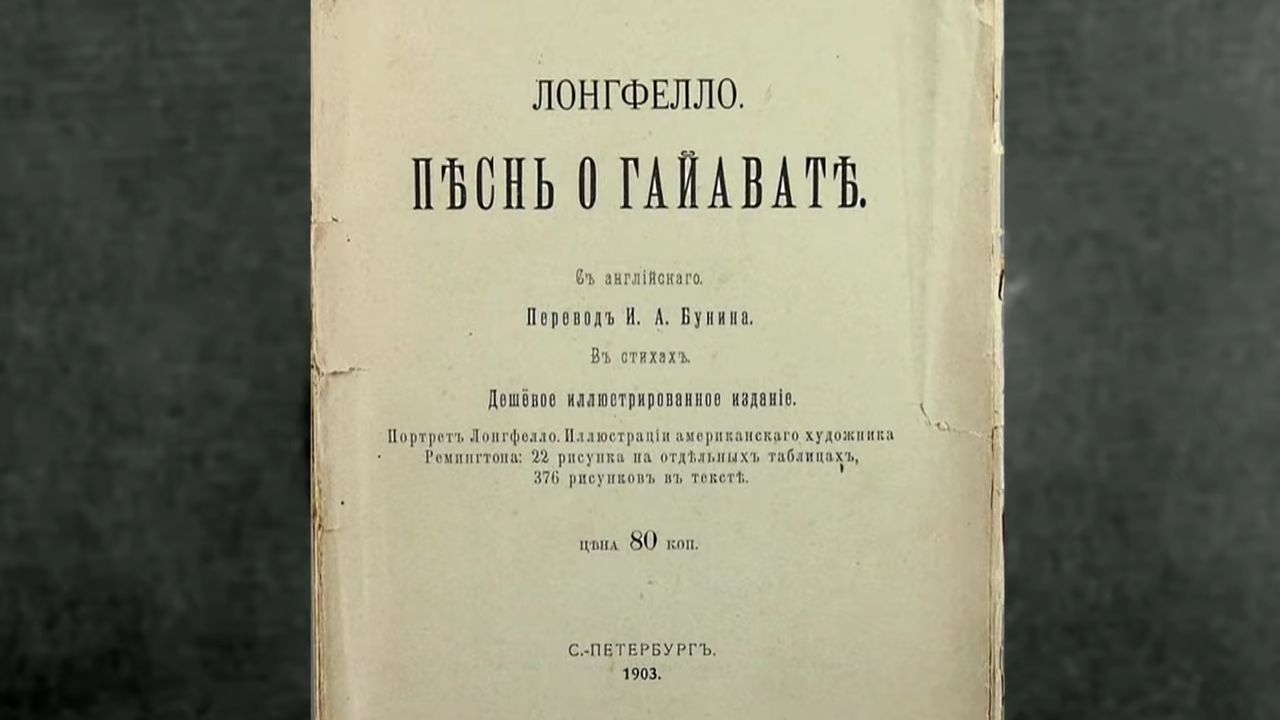 ЛОНГФЕЛЛО.
ПѢСНЬ О ГАЙАВАТѢ.
Съ англійскаго.
Переводъ И. А. Бунина.
Въ стихахъ.
Дешёвое иллюстрированное изданіе.
Портретъ Лонгфелло. Иллюстраціи американскаго художника
Ремингтона: 22 рисунка на отдѣльныхъ таблицахъ,
376 рисунковъ въ текстѣ.
ЦѢНА 80 КОП.
С.-ПЕТЕРБУРГЪ.
1903.